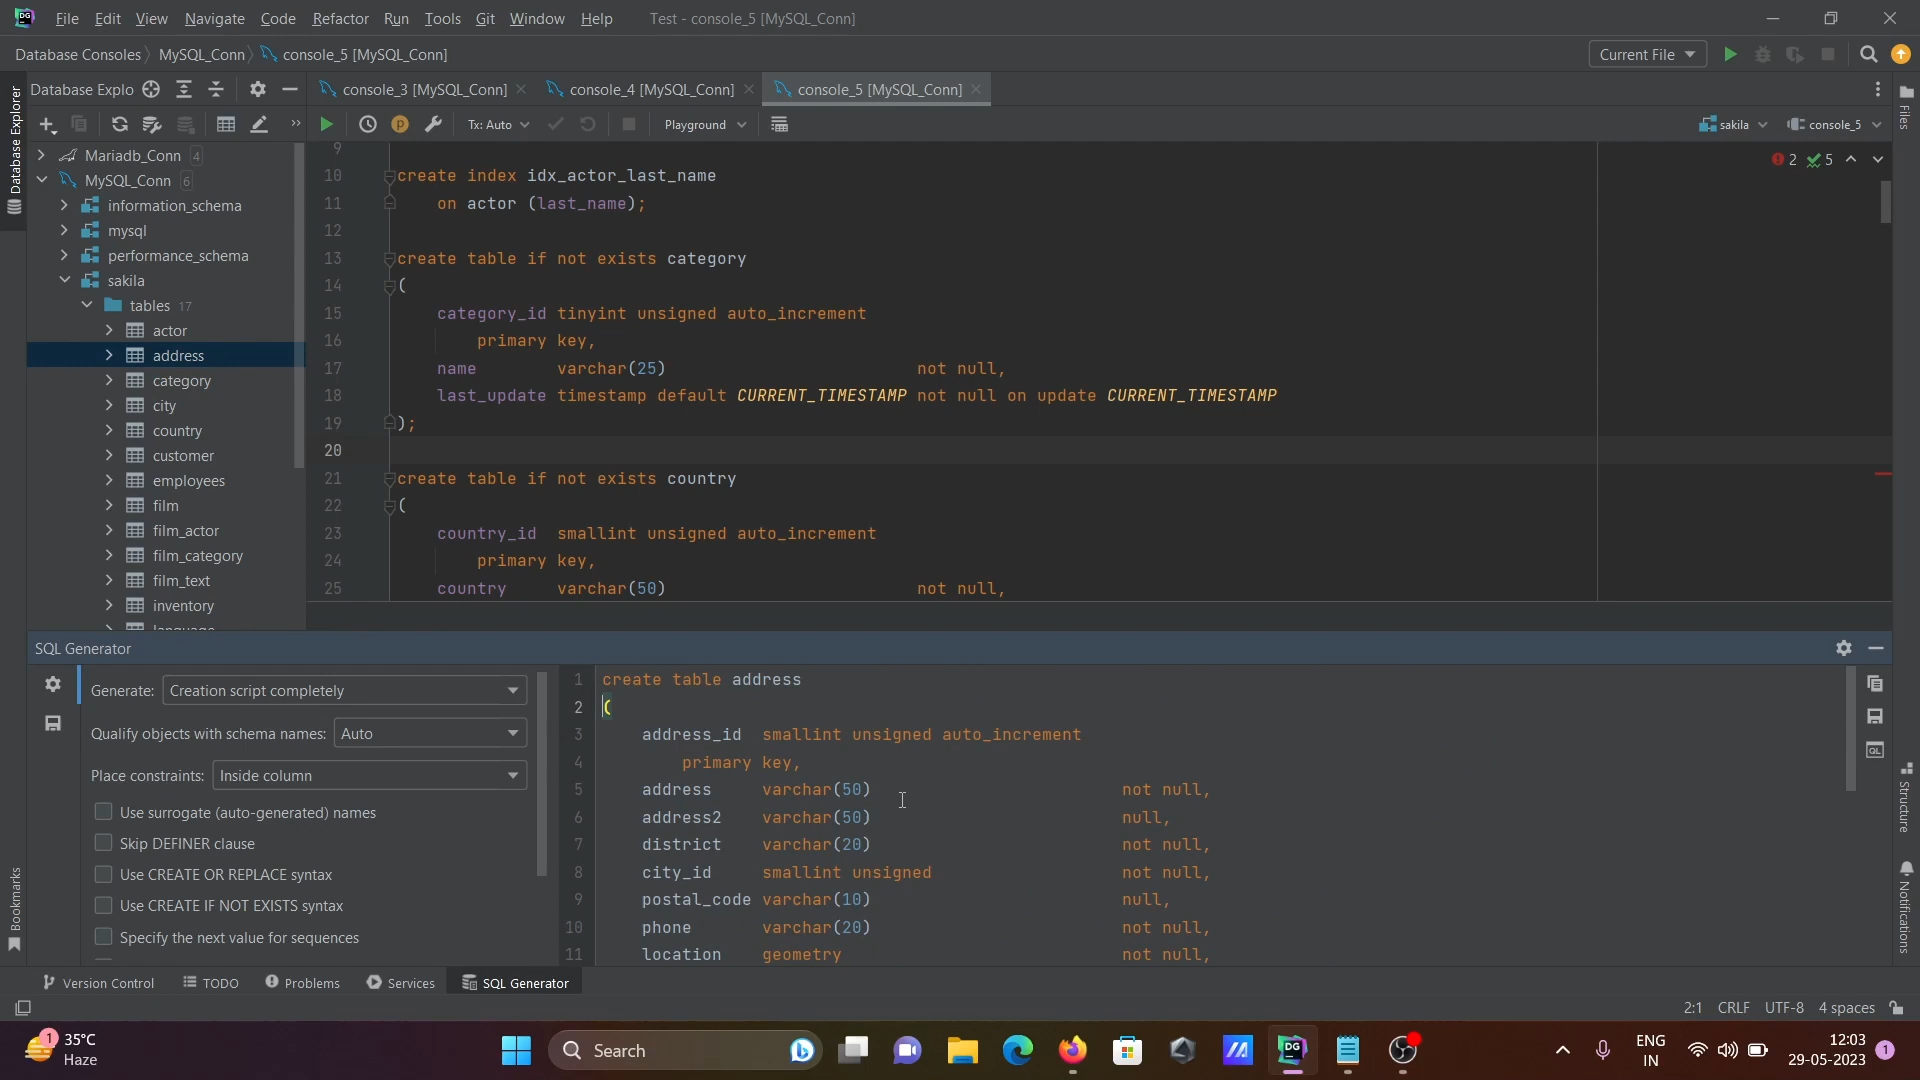 DG File Edit View Navigate Code Refactor Run Tools Git Window Help Test - console_5 [MySQL_Conn]
Database Consoles MySQL_Conn console_5 [MySQL_Conn] Current File
Database Explorer
Database Explo
console_3 [MySQL_Conn] console_4 [MySQL_Conn] console_5 [MySQL_Conn]
Files
p Tx: Auto Playground sakila console_5
Mariadb_Conn 4
MySQL_Conn 6
information_schema
mysql
performance_schema
sakila
tables 17
actor
address
category
city
country
customer
employees
film
film_actor
film_category
film_text
inventory
language
2 5
9
10 create index idx_actor_last_name
11 on actor (last_name);
12
13 create table if not exists category
14 (
15 category_id tinyint unsigned auto_increment
16 primary key,
17 name varchar(25) not null,
18 last_update timestamp default CURRENT_TIMESTAMP not null on update CURRENT_TIMESTAMP
19 );
20
21 create table if not exists country
22 (
23 country_id smallint unsigned auto_increment
24 primary key,
25 country varchar(50) not null,
SQL Generator
Generate: Creation script completely
Qualify objects with schema names: Auto
Place constraints: Inside column
Use surrogate (auto-generated) names
Skip DEFINER clause
Use CREATE OR REPLACE syntax
Use CREATE IF NOT EXISTS syntax
Specify the next value for sequences
1 create table address
2 (
3 address_id smallint unsigned auto_increment
4 primary key,
5 address varchar(50) not null,
6 address2 varchar(50) null,
7 district varchar(20) not null,
8 city_id smallint unsigned not null,
9 postal_code varchar(10) null,
10 phone varchar(20) not null,
11 location geometry not null,
QL
Structure
Notifications
Bookmarks
Version Control TODO Problems Services SQL Generator
2:1 CRLF UTF-8 4 spaces
1 35°C
Haze
Search
DG
ENG
IN
12:03
29-05-2023
1